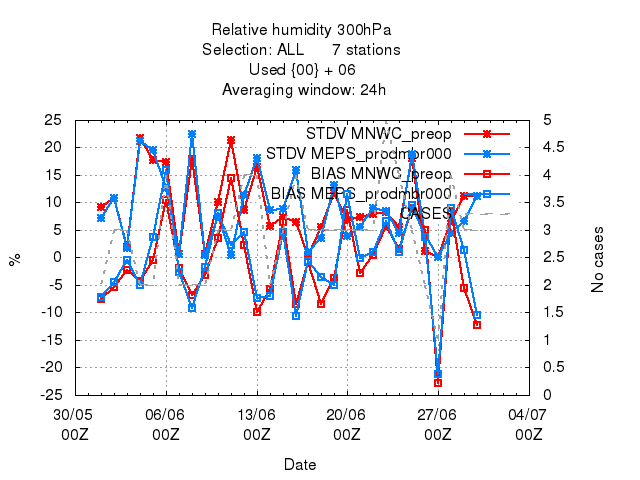 Relative humidity 300hPa
Selection: ALL 7 stations
Used {00} + 06
Averaging window: 24h
STDV MNWC_preop
STDV MEPS_prodmbr000
BIAS MNWC_preop
BIAS MEPS_prodmbr000
CASES
25
20
15
10
5
0
-5
-10
-15
-20
-25
%
5
4.5
4
3.5
3
2.5
2
1.5
1
0.5
0
No cases
30/05 06/06 13/06 20/06 27/06 04/07
00Z 00Z 00Z 00Z 00Z 00Z
Date